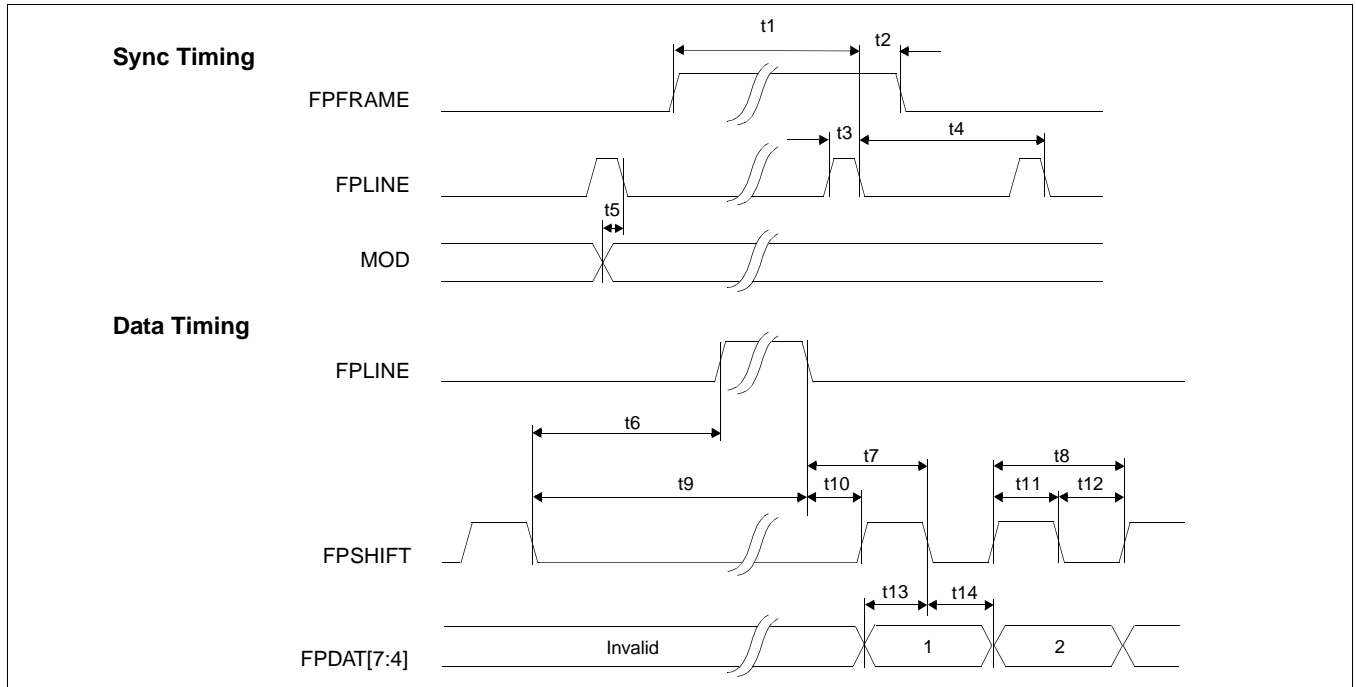 Sync Timing
t1
t2
FPFRAME
t3
t4
FPLINE
t5
MOD
Data Timing
FPLINE
t6
t7
t8
t9
t10
t11
t12
FPSHIFT
t13
t14
FPDAT[7:4]
Invalid
1
2